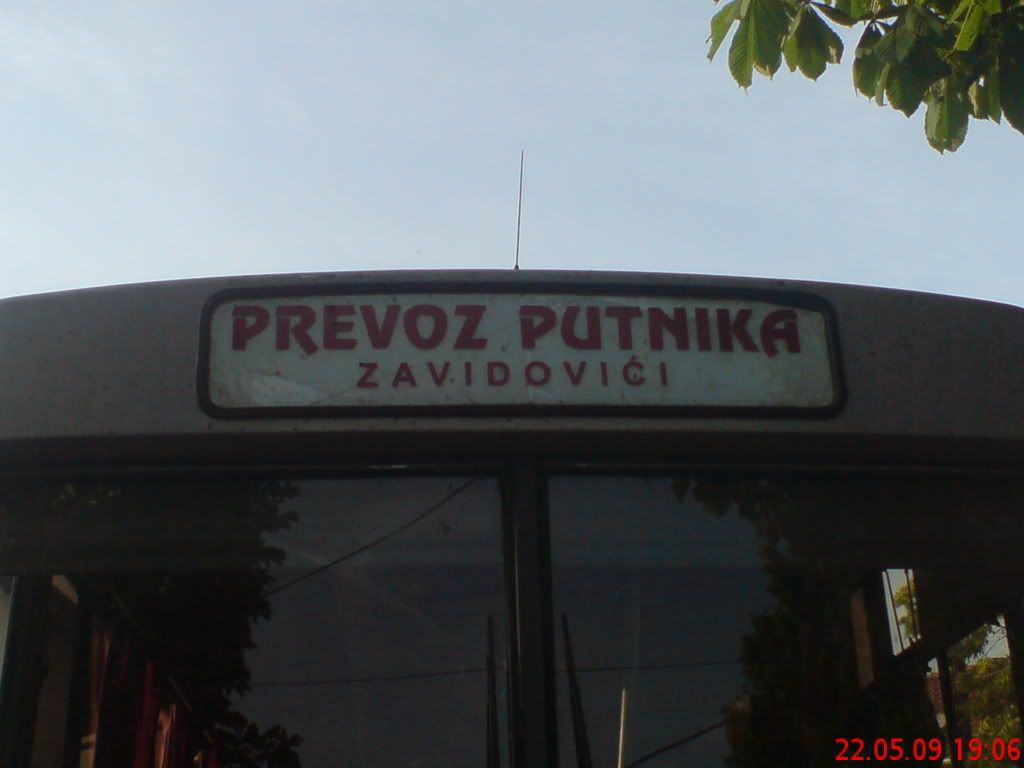 PREVOZ PUTNIKA
ZAVIDOVIĆI
22.05.09 19:06